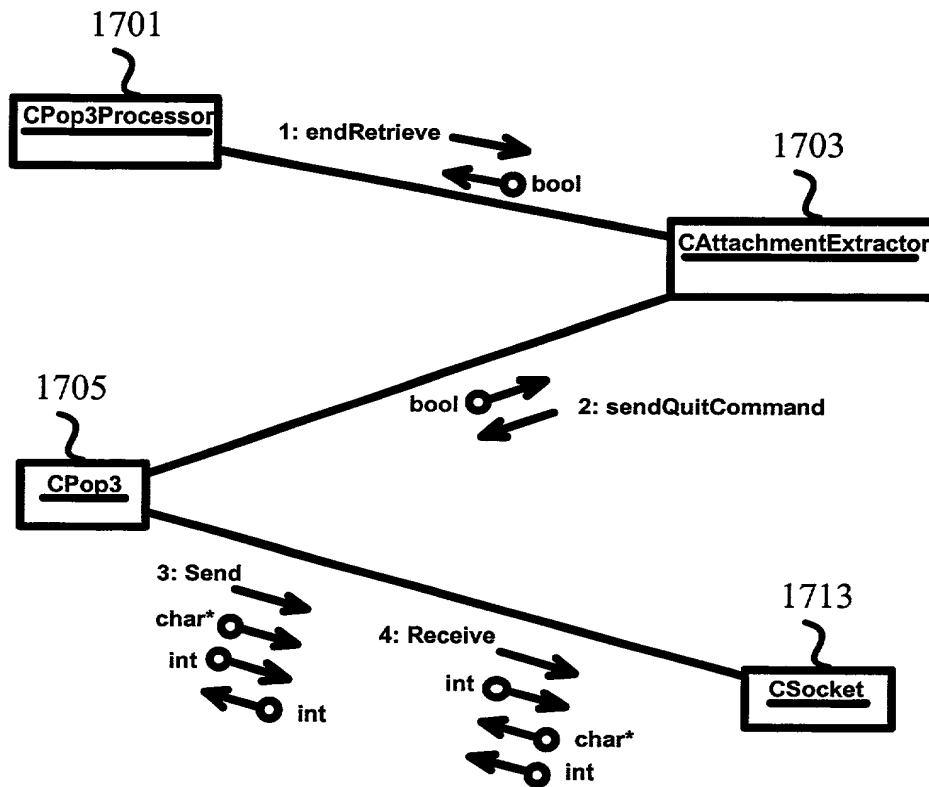 1701
CPop3Processor
1: endRetrieve
bool
1703
CAttachmentExtractor
1705
bool
2: sendQuitCommand
CPop3
3: Send
char*
int
int
4: Receive
int
char*
int
1713
CSocket